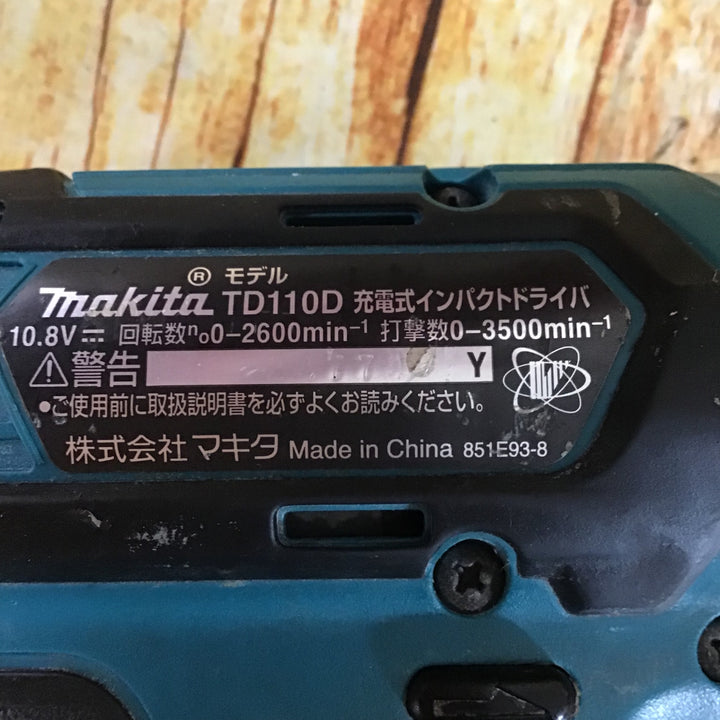 ® モデル
makita TD110D 充電式インパクトドライバ
10.8V⎓ 回転数n₀0–2600min⁻¹ 打撃数0–3500min⁻¹
⚠警告 Y
●ご使用前に取扱説明書を必ずよくお読みください。
株式会社 マキタ Made in China 851E93-8